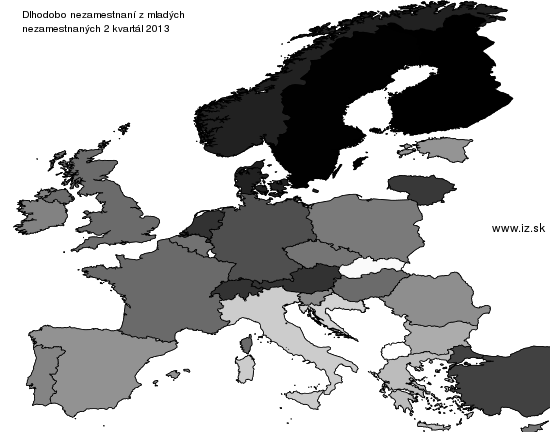 Dlhodobo nezamestnaní z mladých
nezamestnaných 2 kvartál 2013
www.iz.sk